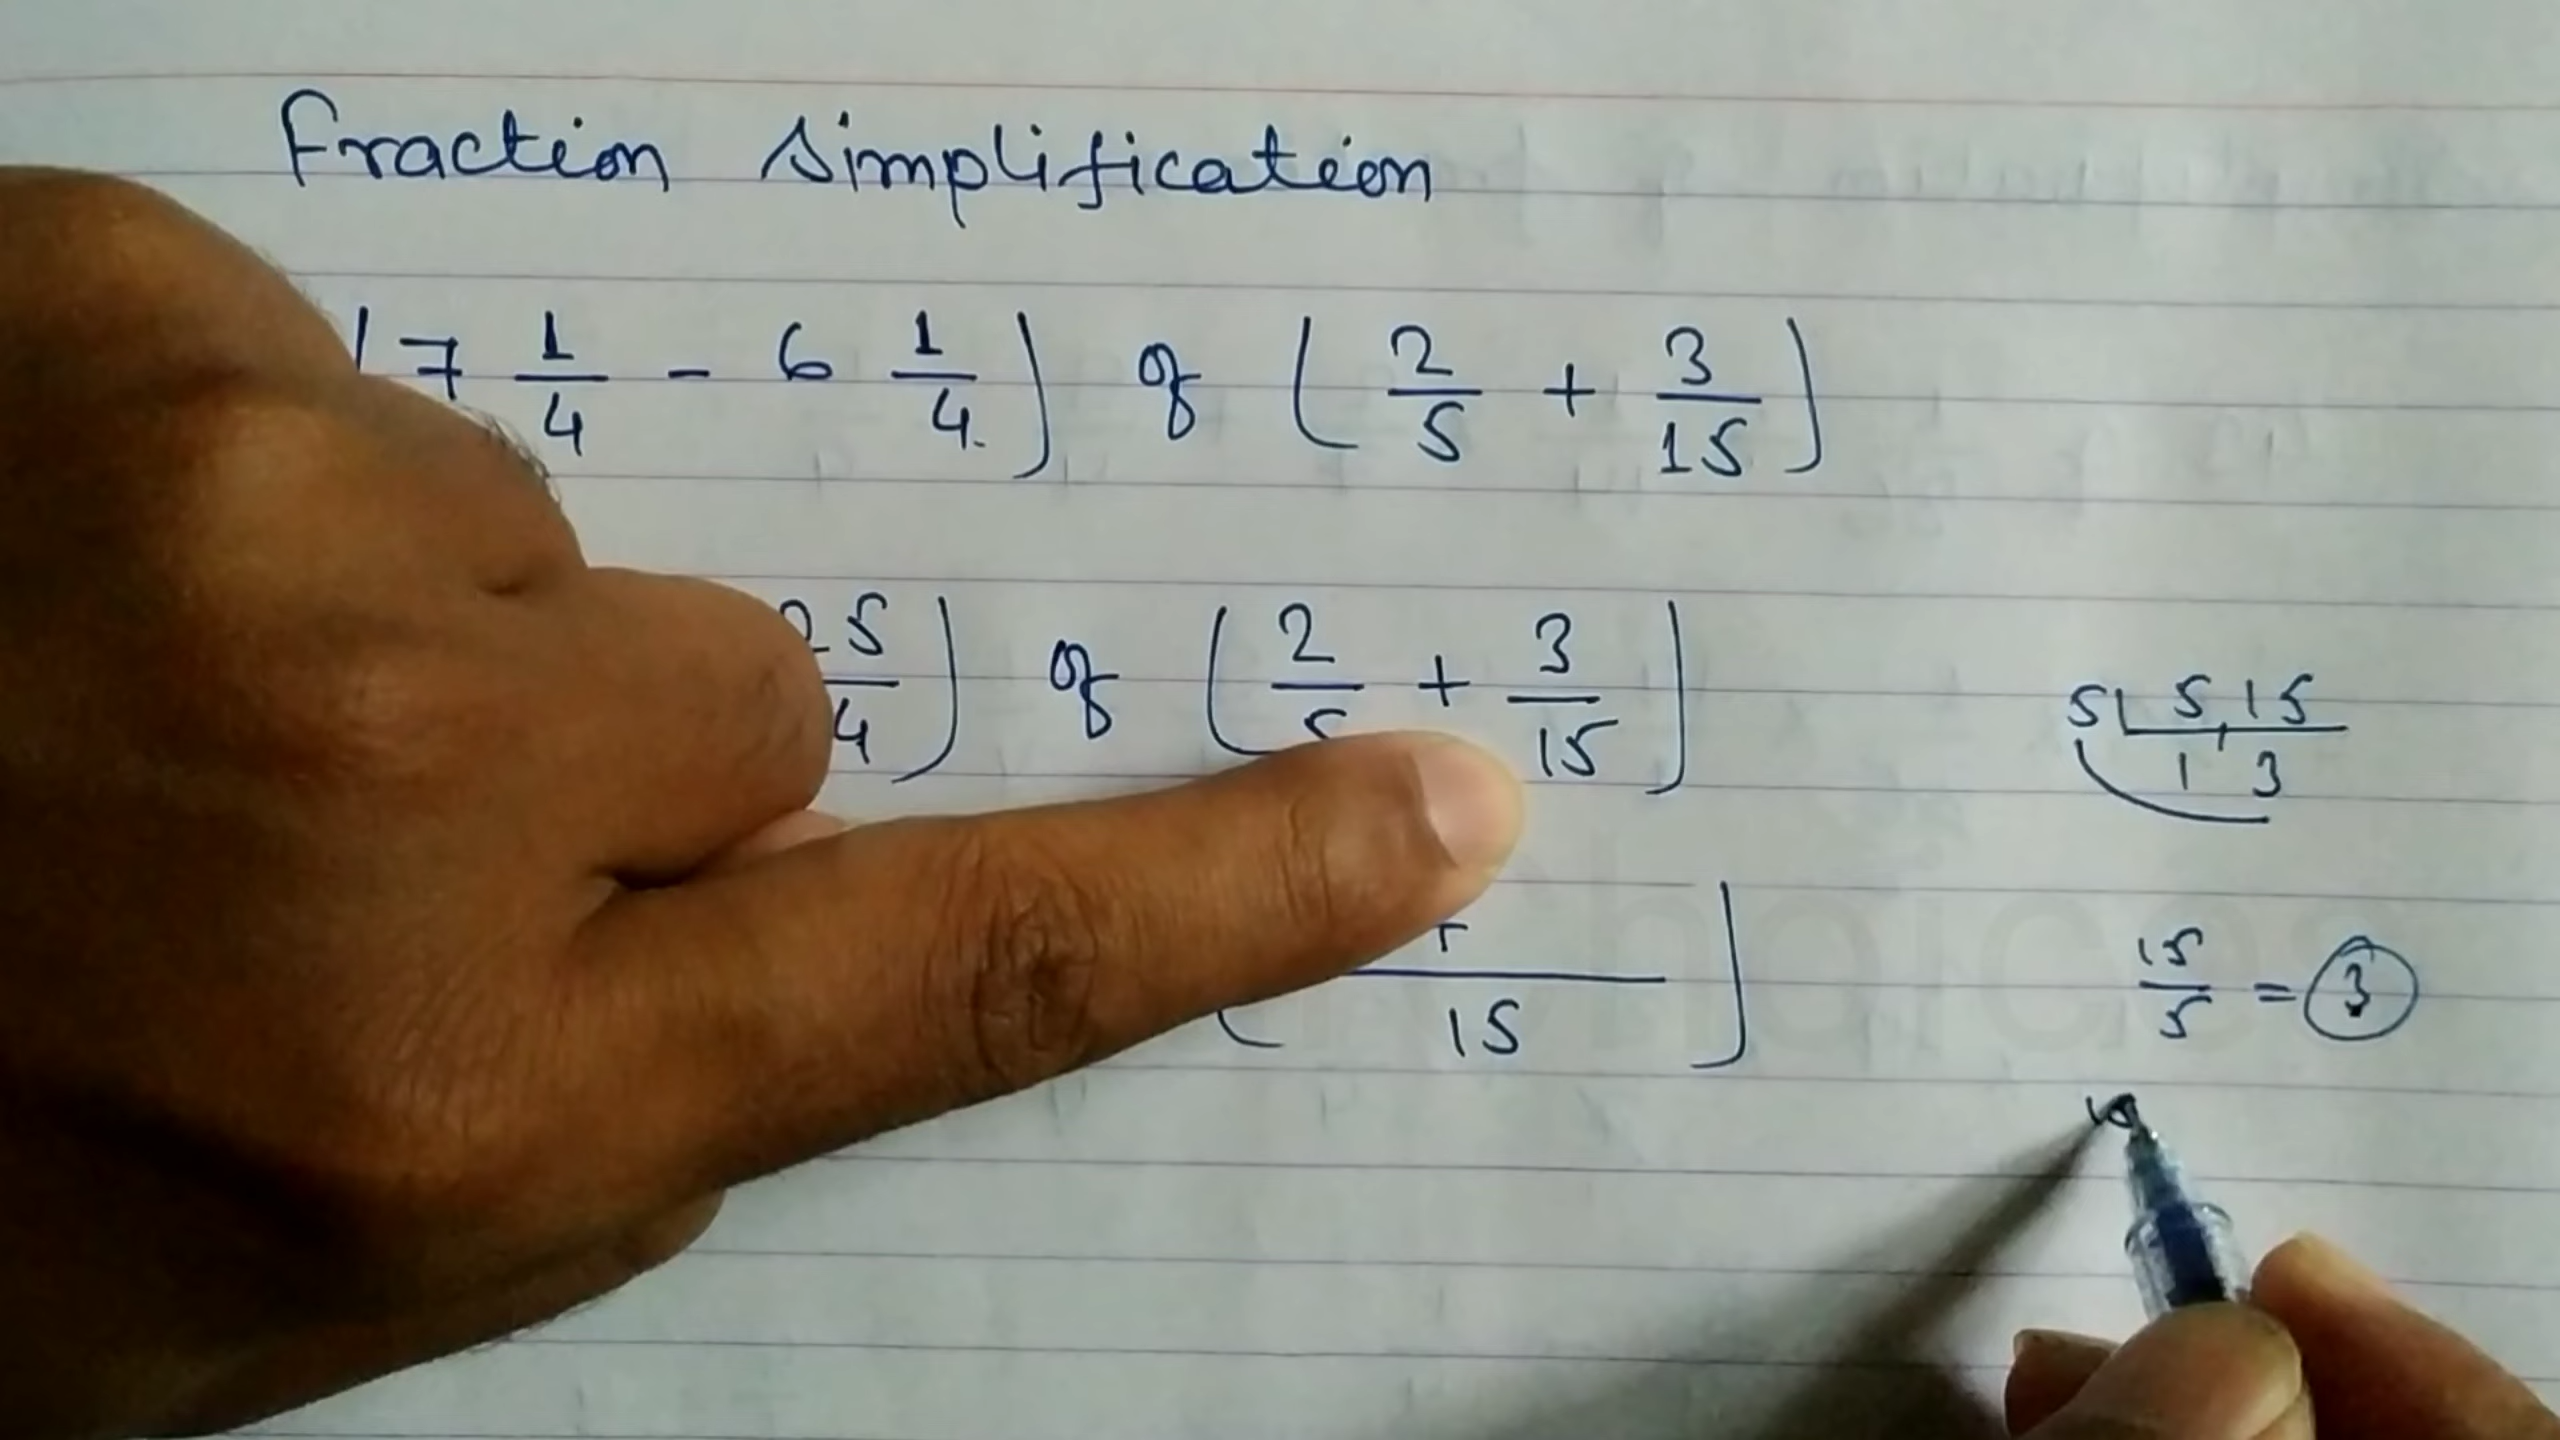 Fraction Simplification
(7 1/4 - 6 1/4) of (2/5 + 3/15)
25/4) of (2/5 + 3/15)
5 | 5, 15
1, 3
( + / 15 )
15/5 = 3